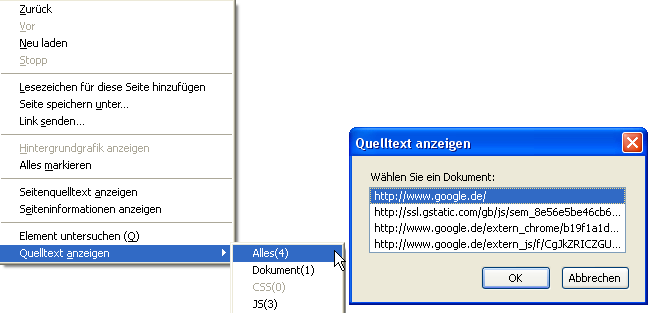 Zurück
Vor
Neu laden
Stopp
Lesezeichen für diese Seite hinzufügen
Seite speichern unter...
Link senden...
Hintergrundgrafik anzeigen
Alles markieren
Seitenquelltext anzeigen
Seiteninformationen anzeigen
Element untersuchen (Q)
Quelltext anzeigen
Alles(4)
Dokument(1)
CSS(0)
JS(3)
Quelltext anzeigen
Wählen Sie ein Dokument:
http://www.google.de/
http://ssl.gstatic.com/gb/js/sem_8e56e5be46cb6...
http://www.google.de/extern_chrome/b19f1a1d...
http://www.google.de/extern_js/f/CgJkZRICZGU...
OK
Abbrechen